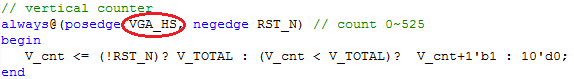 // vertical counter
always@(posedge VGA_HS, negedge RST_N) // count 0~525
begin
V_cnt <= (!RST_N)? V_TOTAL : (V_cnt < V_TOTAL)? V_cnt+1'b1 : 10'd0;
end